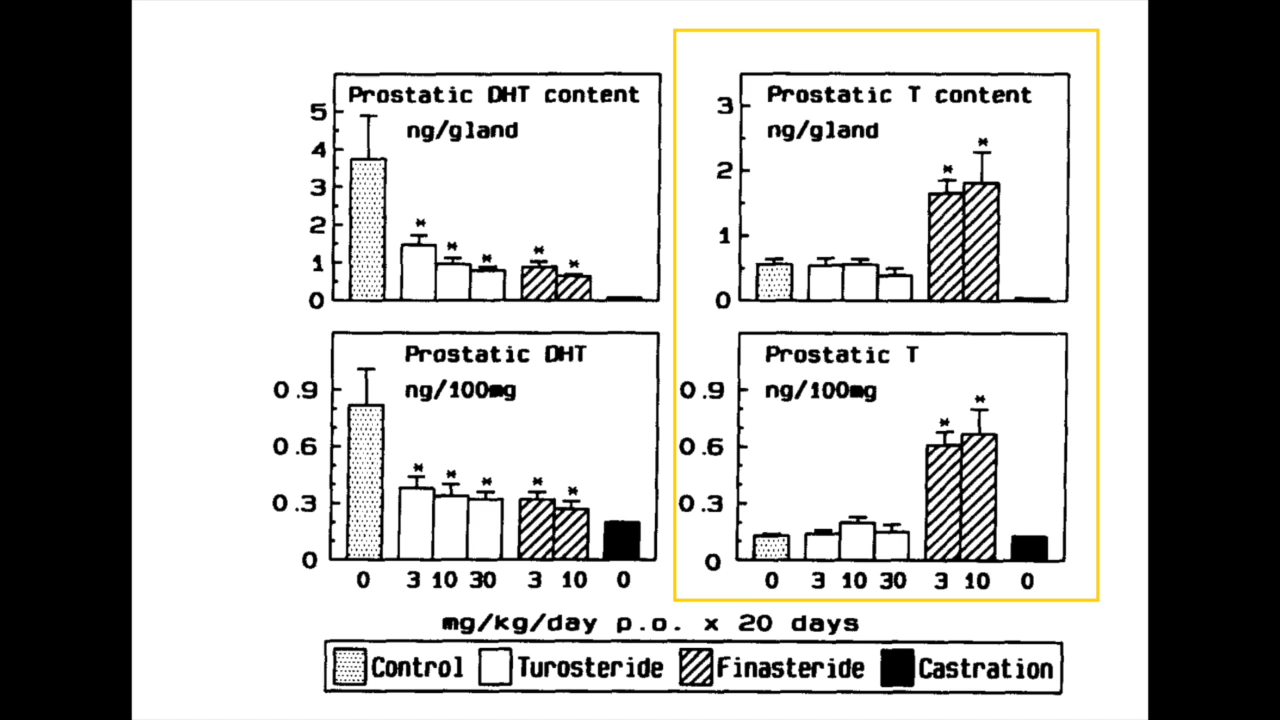 Prostatic DHT content
ng/gland
5
4
3
2
1
0
* * * * *
Prostatic T content
ng/gland
3
2
1
0
* *
Prostatic DHT
ng/100mg
0.9
0.6
0.3
0
* * * * *
0 3 10 30 3 10 0
Prostatic T
ng/100mg
0.9
0.6
0.3
0
* *
0 3 10 30 3 10 0
mg/kg/day p.o. x 20 days
Control Turosteride Finasteride Castration